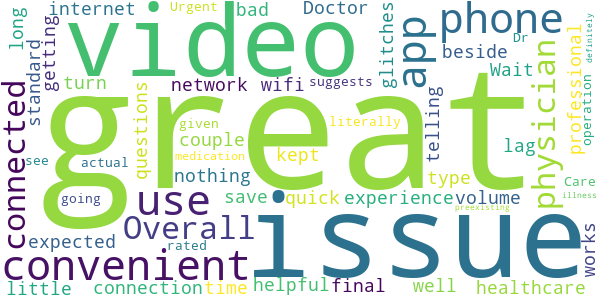 internet Urgent bad Doctor
long getting video app phone
turn network wifi suggests glitches beside Dr
standard Wait professional definitely
great
connected questions given couple literally telling physician operation
see actual medication kept lag
nothing type Care
going use save quick experience volume illness
Overall issue preexisting
expected rated works
convenient
little connection time helpful final well healthcare